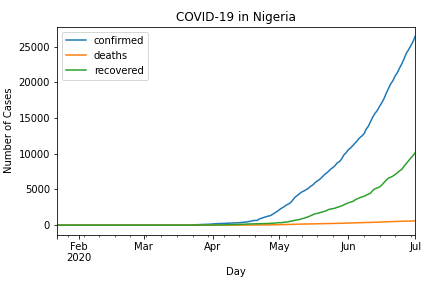 COVID-19 in Nigeria
confirmed
deaths
recovered
Number of Cases
25000
20000
15000
10000
5000
0
Feb
2020
Mar
Apr
May
Jun
Jul
Day